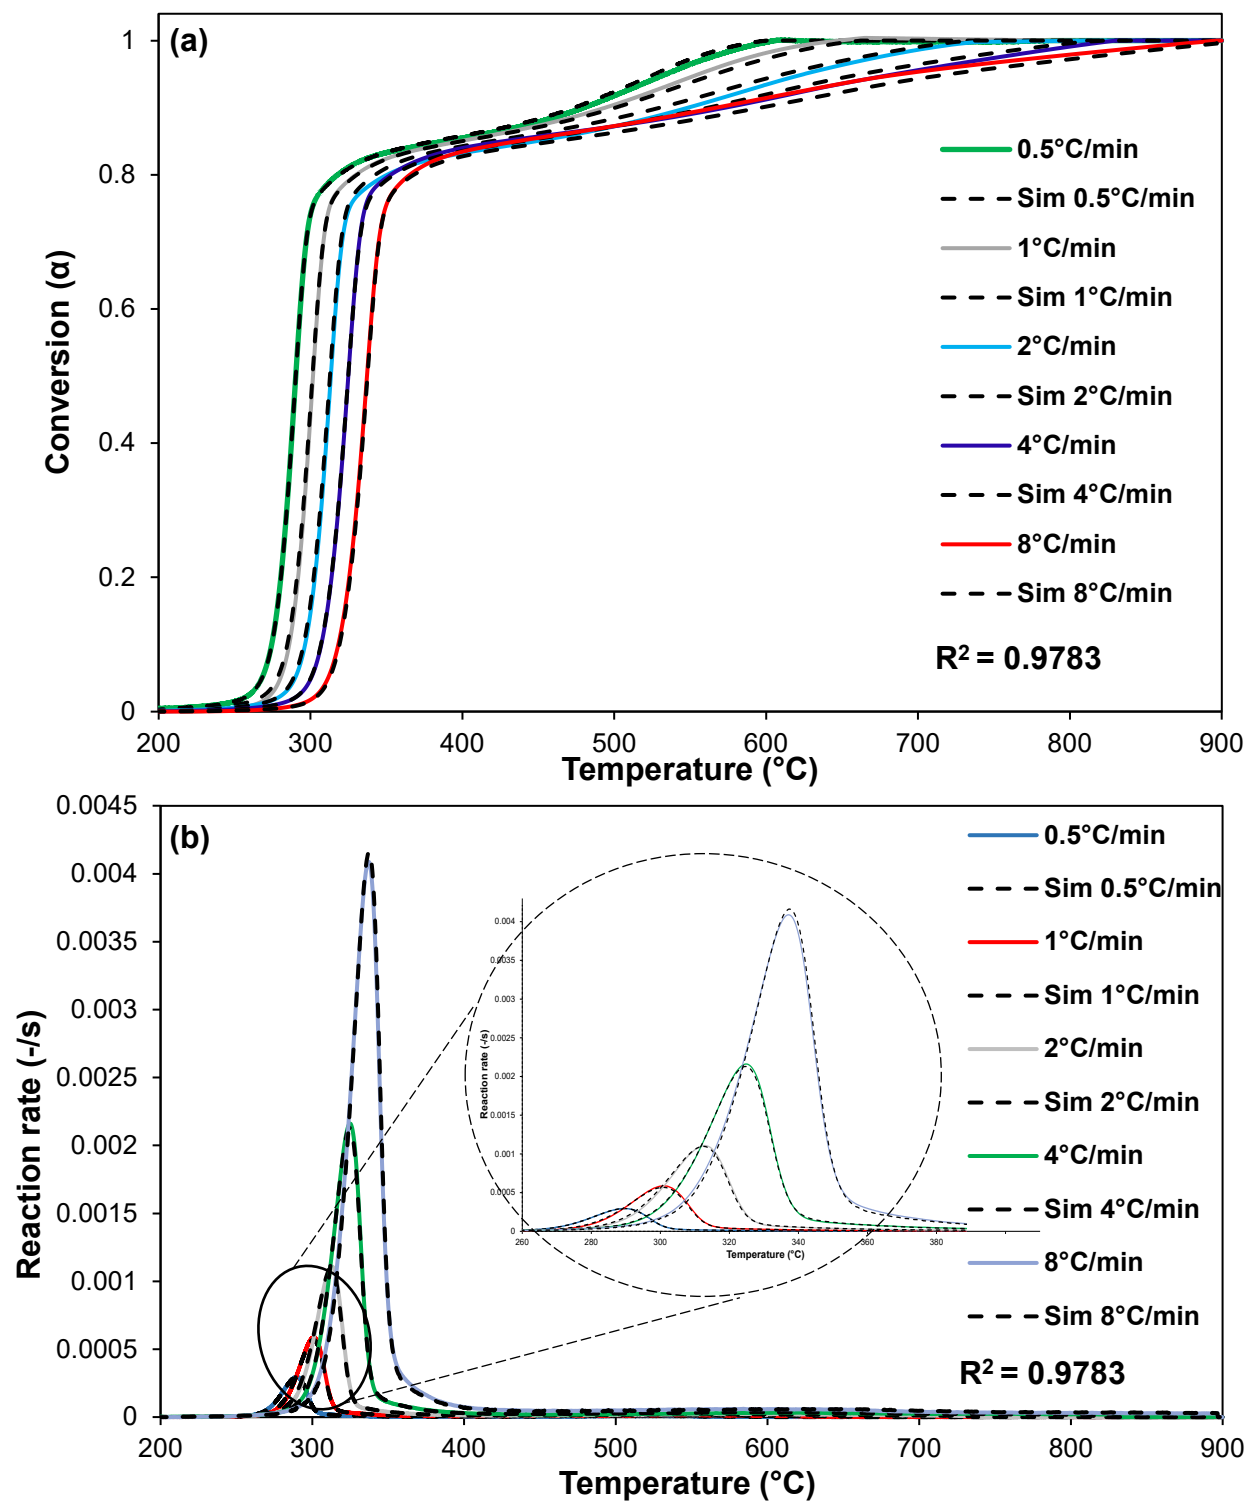 (a)
1
0.8
0.6
0.4
0.2
0
Conversion (α)
0.5°C/min
Sim 0.5°C/min
1°C/min
Sim 1°C/min
2°C/min
Sim 2°C/min
4°C/min
Sim 4°C/min
8°C/min
Sim 8°C/min
R² = 0.9783
200 300 400 500 600 700 800 900
Temperature (°C)
(b)
0.0045
0.004
0.0035
0.003
0.0025
0.002
0.0015
0.001
0.0005
0
Reaction rate (-/s)
0.004
0.0035
0.003
0.0025
0.002
0.0015
0.001
0.0005
0
Reaction rate (-/s)
260 280 300 320 340 360 380
Temperature (°C)
0.5°C/min
Sim 0.5°C/min
1°C/min
Sim 1°C/min
2°C/min
Sim 2°C/min
4°C/min
Sim 4°C/min
8°C/min
Sim 8°C/min
R² = 0.9783
200 300 400 500 600 700 800 900
Temperature (°C)